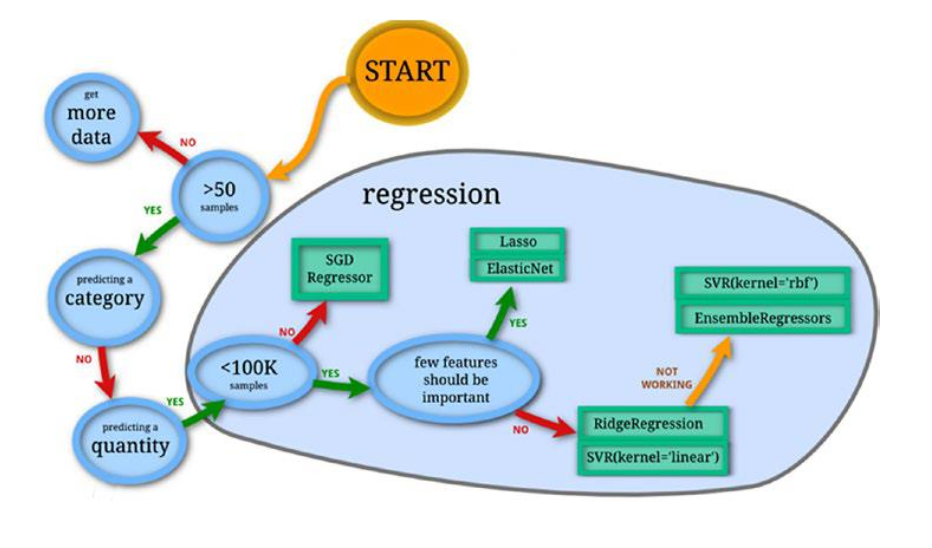 START
get
more
data
NO
>50
samples
YES
regression
predicting a
category
SGD
Regressor
Lasso
ElasticNet
SVR(kernel='rbf')
EnsembleRegressors
NO
YES
NO
<100K
samples
YES
few features
should be
important
NOT
WORKING
YES
predicting a
quantity
NO
RidgeRegression
SVR(kernel='linear')